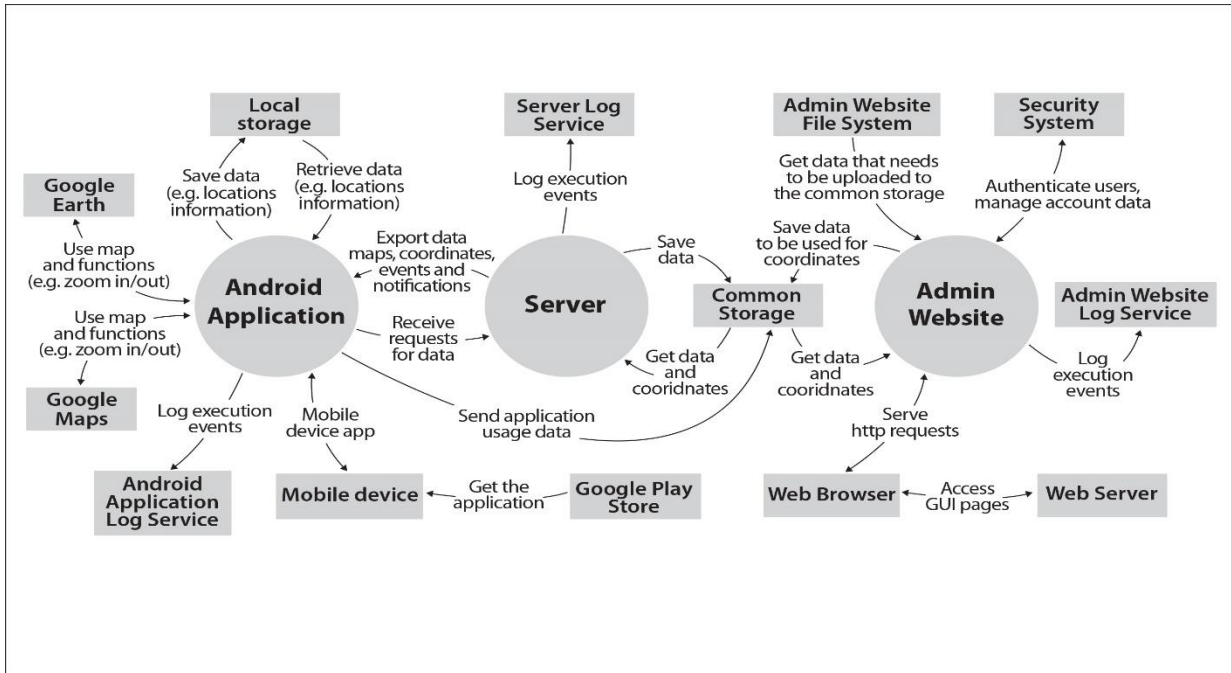 Local
storage
Server Log
Service
Admin Website
File System
Security
System
Google
Earth
Save data
(e.g. locations
information)
Retrieve data
(e.g. locations
information)
Log execution
events
Get data that needs
to be uploaded to
the common storage
Authenticate users,
manage account data
Use map
and functions
(e.g. zoom in/out)
Export data
maps, coordinates,
events and
notifications
Save
data
Save data
to be used for
coordinates
Android
Application
Server
Common
Storage
Admin
Website
Admin Website
Log Service
Use map
and functions
(e.g. zoom in/out)
Receive
requests
for data
Get data
and
cooridnates
Get data
and
cooridnates
Log
execution
events
Google
Maps
Log execution
events
Mobile
device app
Send application
usage data
Serve
http requests
Android
Application
Log Service
Mobile device
Get the
application
Google Play
Store
Web Browser
Access
GUI pages
Web Server